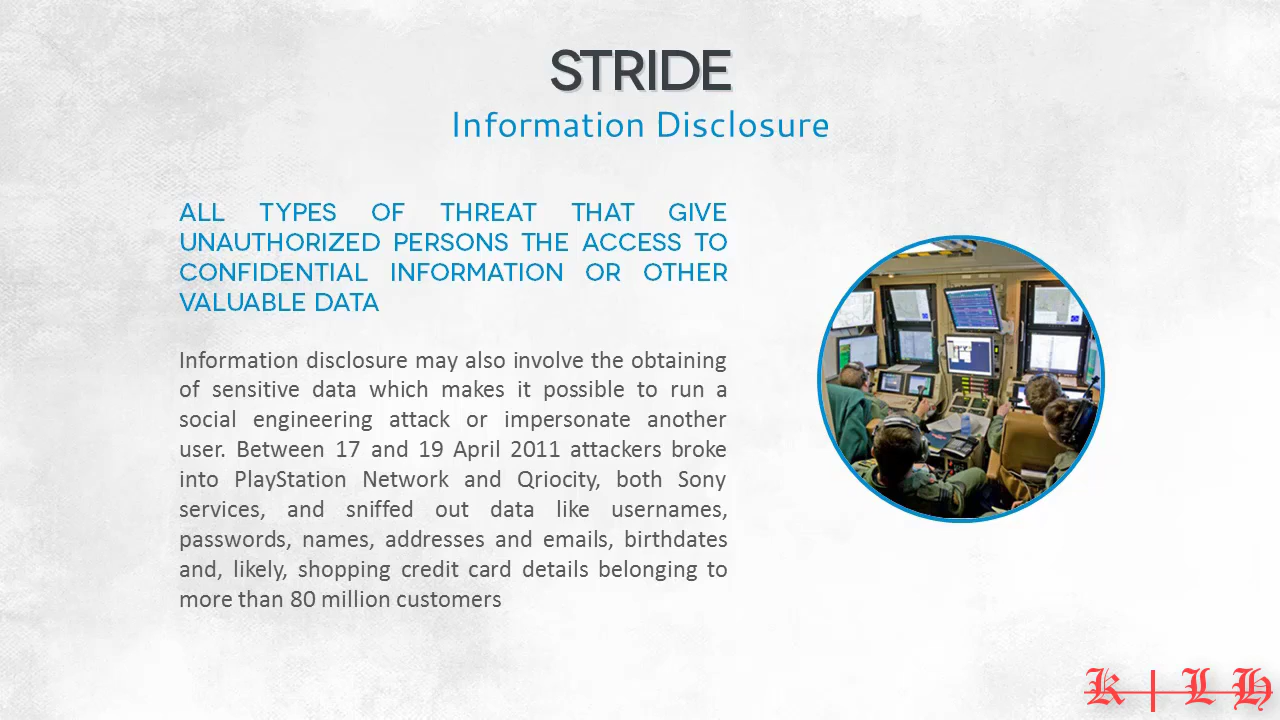 STRIDE
Information Disclosure
ALL TYPES OF THREAT THAT GIVE
UNAUTHORIZED PERSONS THE ACCESS TO
CONFIDENTIAL INFORMATION OR OTHER
VALUABLE DATA
Information disclosure may also involve the obtaining
of sensitive data which makes it possible to run a
social engineering attack or impersonate another
user. Between 17 and 19 April 2011 attackers broke
into PlayStation Network and Qriocity, both Sony
services, and sniffed out data like usernames,
passwords, names, addresses and emails, birthdates
and, likely, shopping credit card details belonging to
more than 80 million customers
k | L H